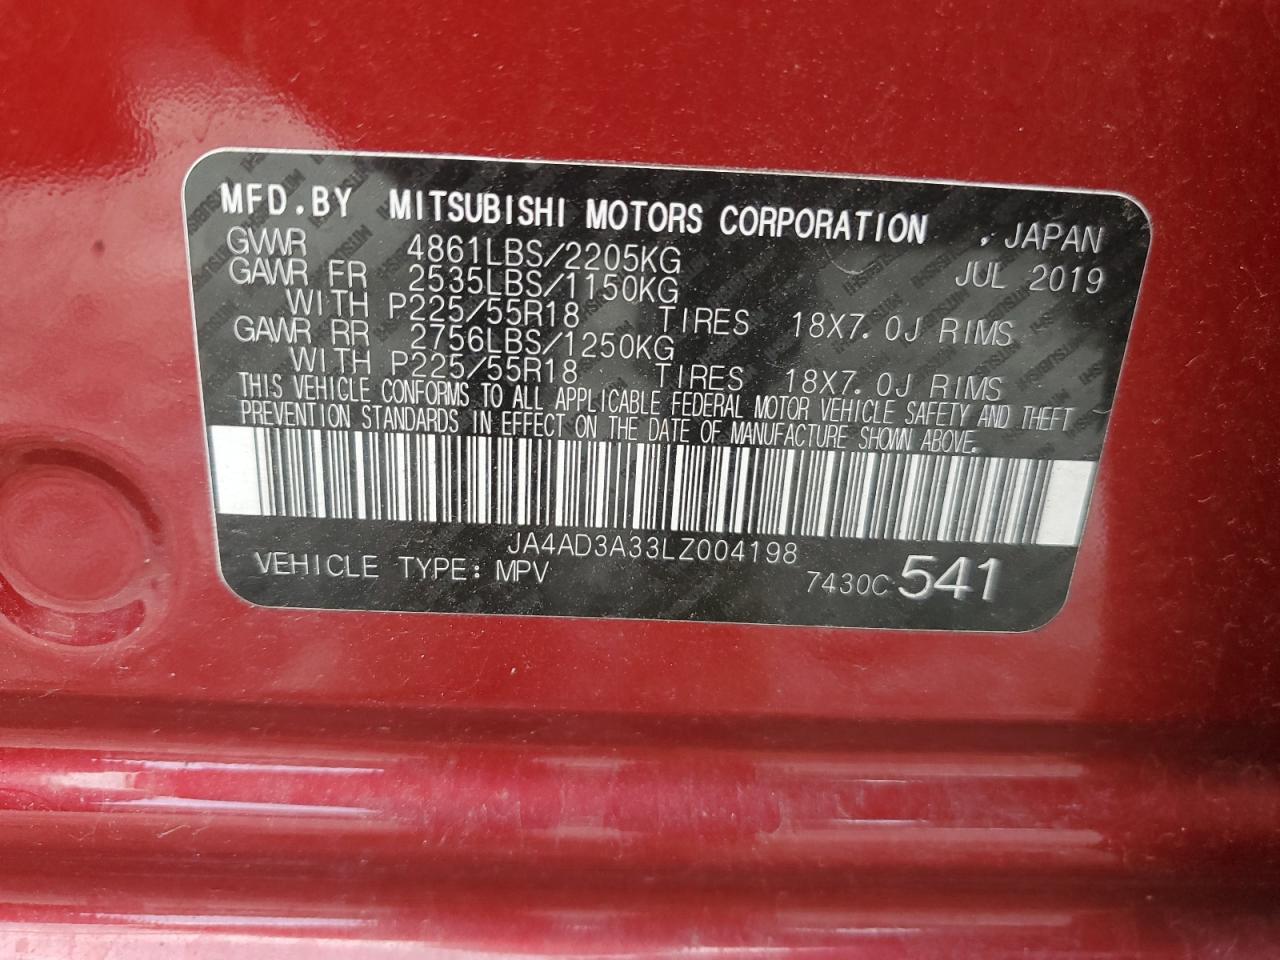 MFD.BY MITSUBISHI MOTORS CORPORATION , JAPAN
GVWR 4861LBS/2205KG JUL 2019
GAWR FR 2535LBS/1150KG
WITH P225/55R18 TIRES 18X7.0J RIMS
GAWR RR 2756LBS/1250KG
WITH P225/55R18 TIRES 18X7.0J RIMS
THIS VEHICLE CONFORMS TO ALL APPLICABLE FEDERAL MOTOR VEHICLE SAFETY AND THEFT
PREVENTION STANDARDS IN EFFECT ON THE DATE OF MANUFACTURE SHOWN ABOVE.
JA4AD3A33LZ004198
VEHICLE TYPE: MPV 7430C 541